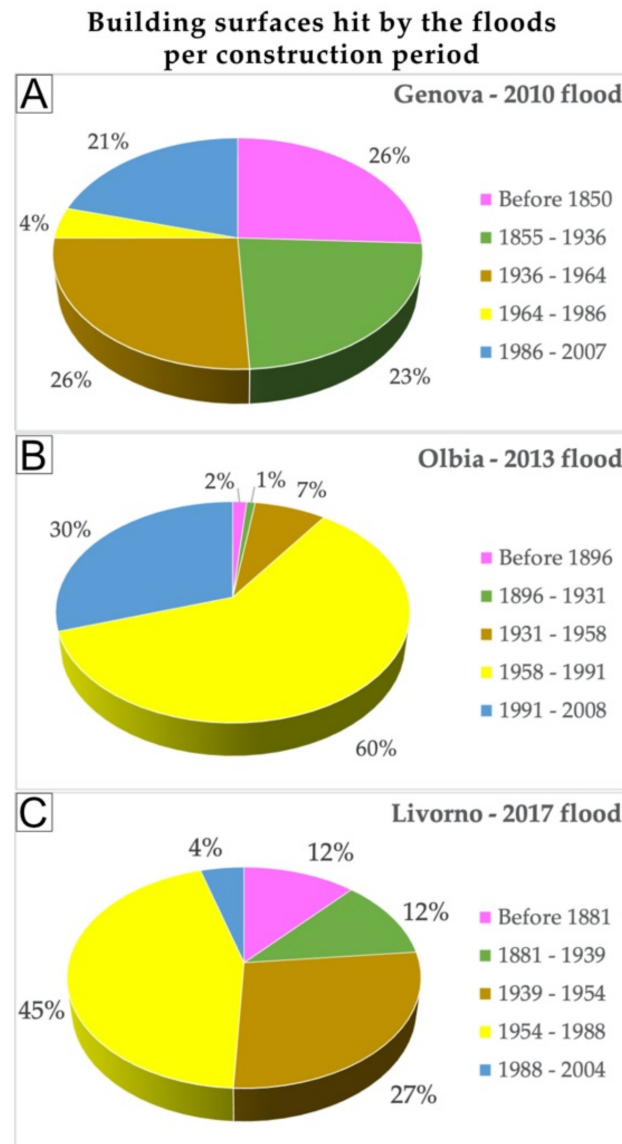 Building surfaces hit by the floods
per construction period
A
Genova - 2010 flood
21%
26%
4%
26%
23%
Before 1850
1855 - 1936
1936 - 1964
1964 - 1986
1986 - 2007
B
Olbia - 2013 flood
2%
1%
7%
30%
60%
Before 1896
1896 - 1931
1931 - 1958
1958 - 1991
1991 - 2008
C
Livorno - 2017 flood
4%
12%
12%
45%
27%
Before 1881
1881 - 1939
1939 - 1954
1954 - 1988
1988 - 2004